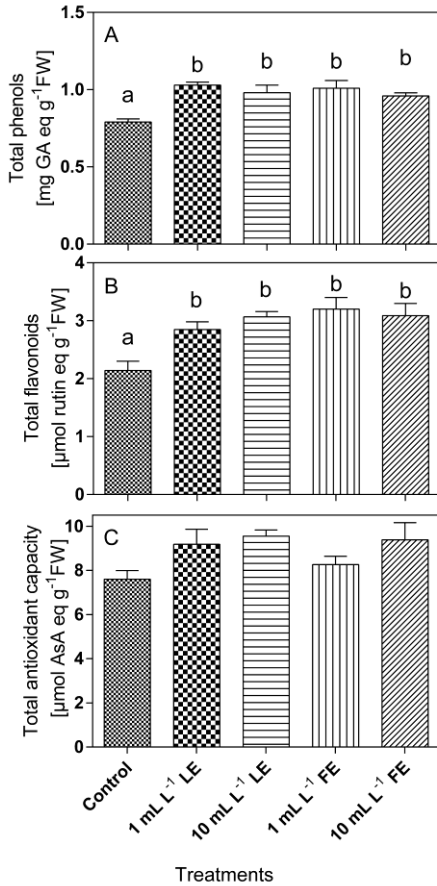 A
Total phenols
[mg GA eq g⁻¹FW]
1.5
1.0
0.5
0.0
a
b
b
b
b
B
Total flavonoids
[µmol rutin eq g⁻¹FW]
4
3
2
1
0
a
b
b
b
b
C
Total antioxidant capacity
[µmol AsA eq g⁻¹FW]
10
8
6
4
2
0
Control
1 mL L⁻¹ LE
10 mL L⁻¹ LE
1 mL L⁻¹ FE
10 mL L⁻¹ FE
Treatments